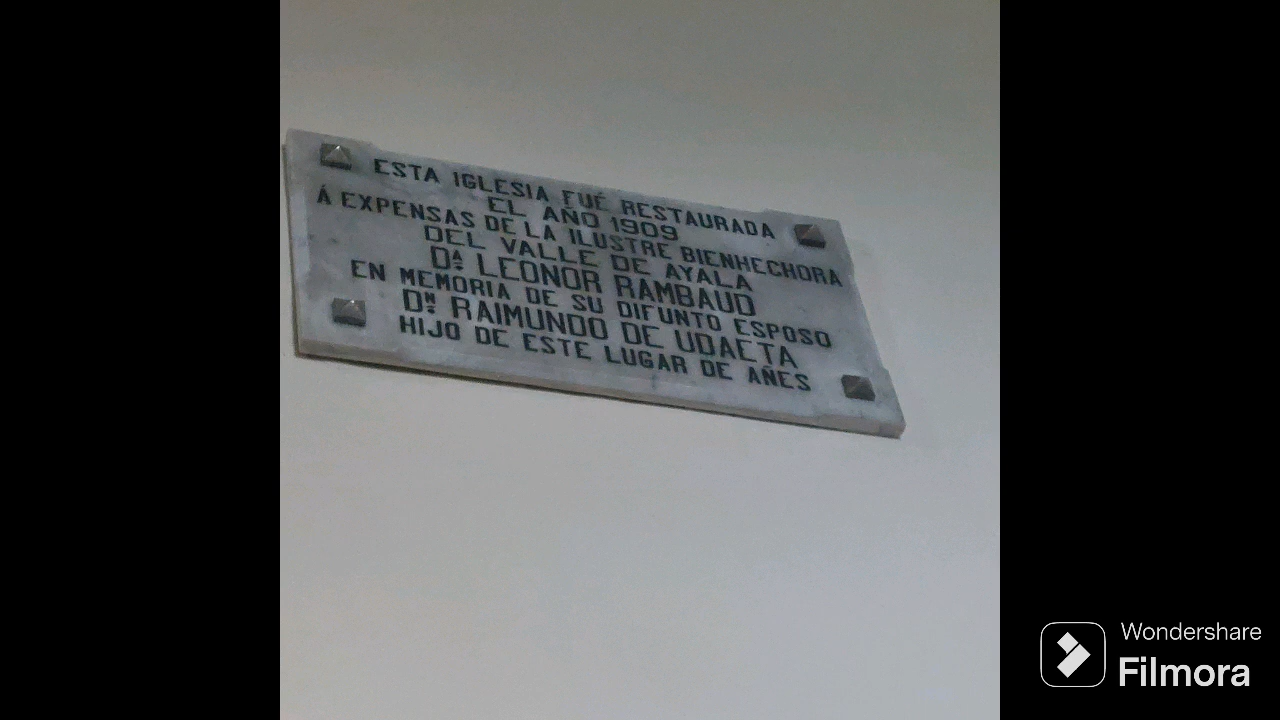 ESTA IGLESIA FUÉ RESTAURADA
EL AÑO 1909
Á EXPENSAS DE LA ILUSTRE BIENHECHORA
DEL VALLE DE AYALA
Dᴬ. LEONOR RAMBAUD
EN MEMORIA DE SU DIFUNTO ESPOSO
Dᴺ. RAIMUNDO DE UDAETA
HIJO DE ESTE LUGAR DE AÑES
Wondershare
Filmora